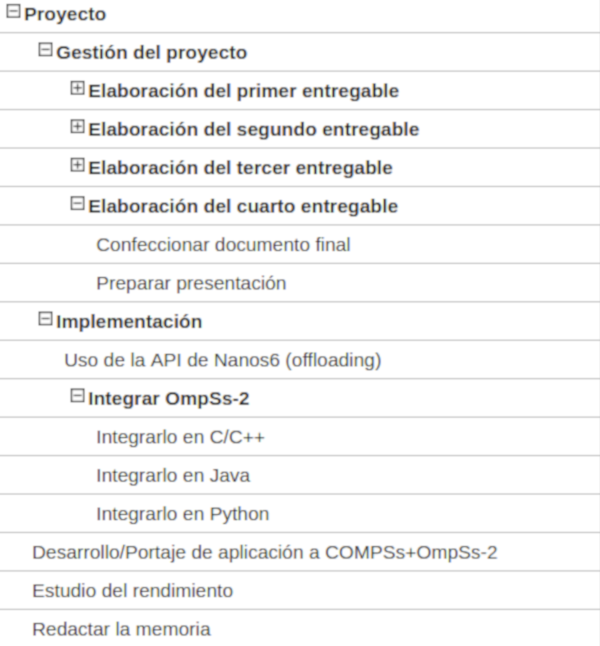 Proyecto
Gestión del proyecto
Elaboración del primer entregable
Elaboración del segundo entregable
Elaboración del tercer entregable
Elaboración del cuarto entregable
Confeccionar documento final
Preparar presentación
Implementación
Uso de la API de Nanos6 (offloading)
Integrar OmpSs-2
Integrarlo en C/C++
Integrarlo en Java
Integrarlo en Python
Desarrollo/Portaje de aplicación a COMPSs+OmpSs-2
Estudio del rendimiento
Redactar la memoria